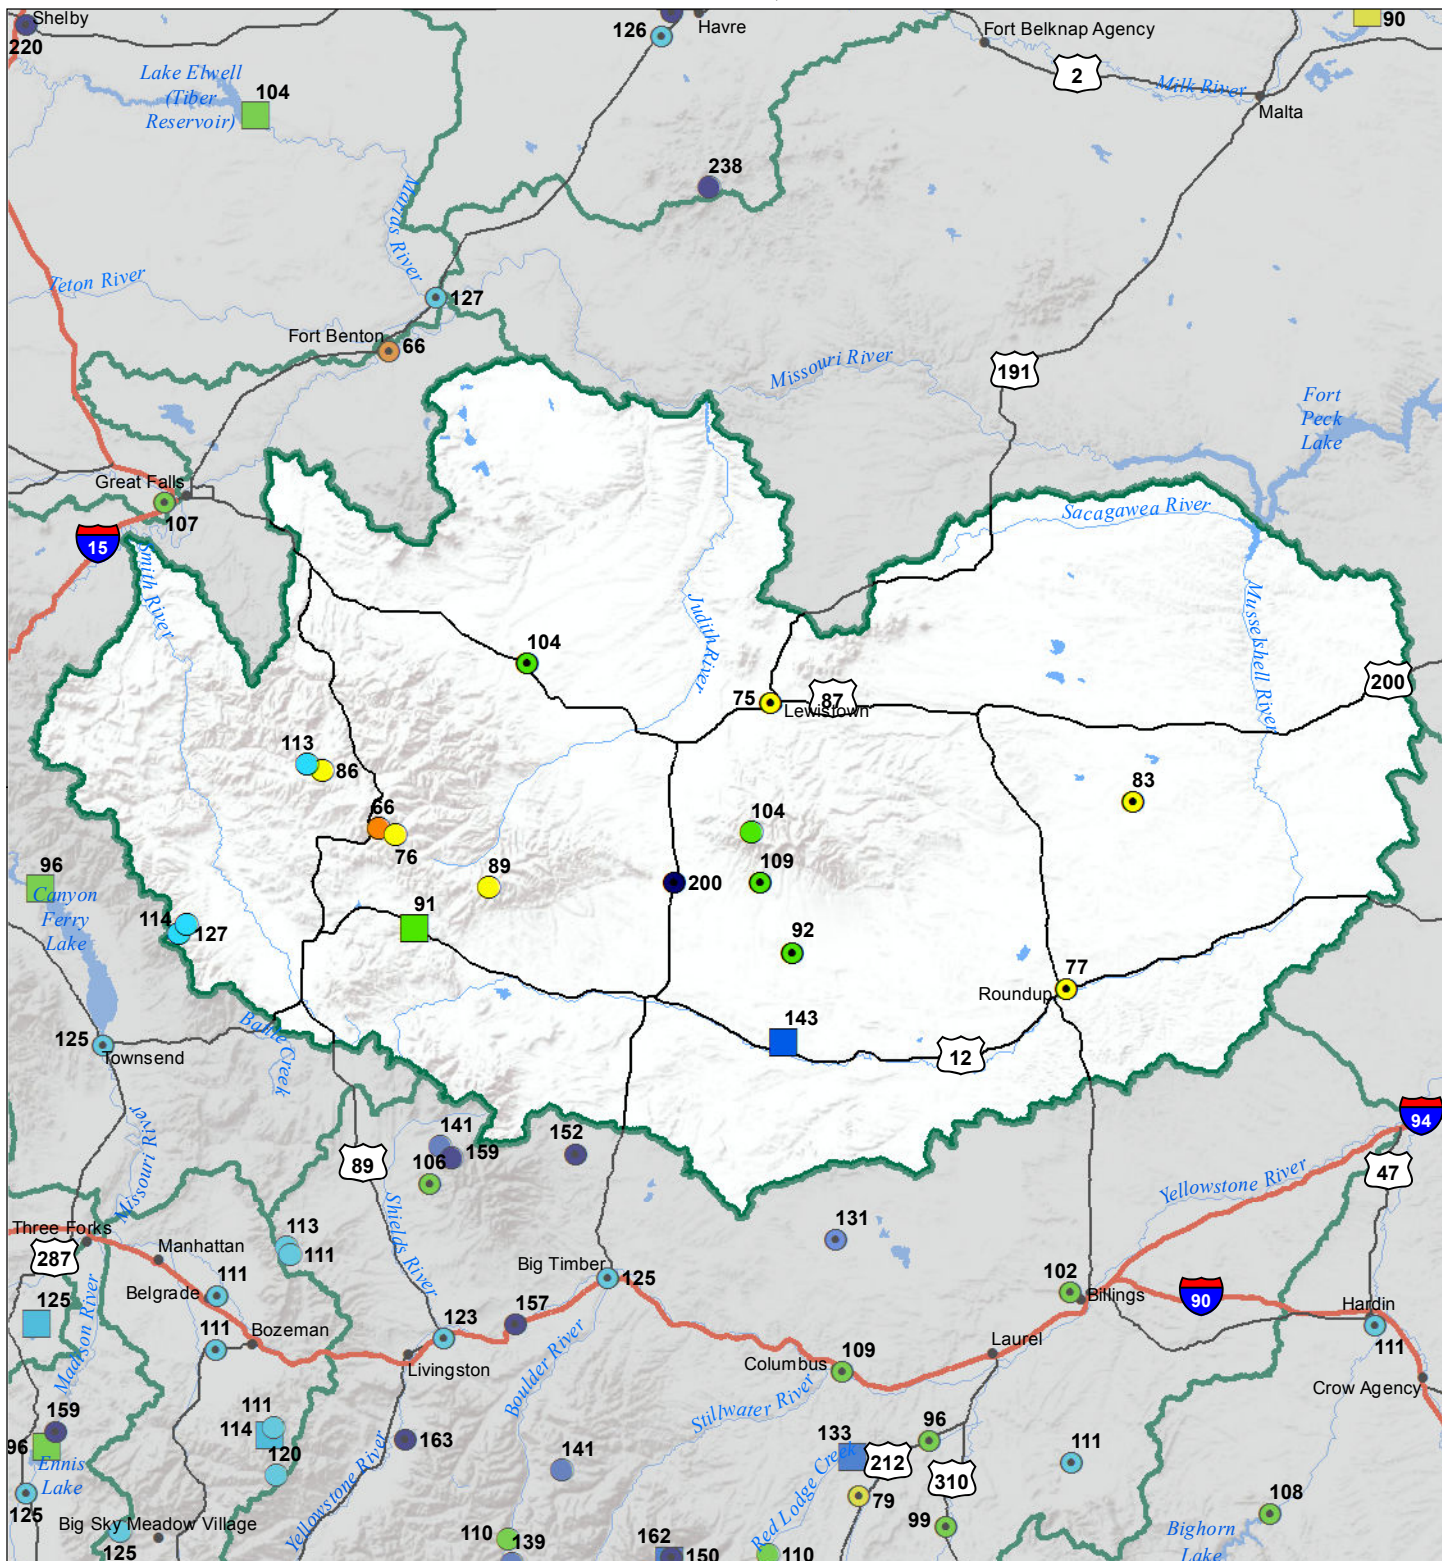 Shelby
220
126
Havre
Fort Belknap Agency
90
2
Milk River
Malta
Lake Elwell
(Tiber
Reservoir)
104
238
Marias River
Teton River
127
Fort Benton
66
Missouri River
191
Fort
Peck
Lake
Great Falls
107
15
Smith River
Sacagawea River
Judith River
Musselshell River
104
75
87
Lewistown
200
113
86
83
66
76
104
89
109
200
96
Canyon
Ferry
Lake
91
114
127
92
77
Roundup
143
12
125
Townsend
Battle Creek
Missouri River
94
141
159
152
89
106
47
Yellowstone River
Shields River
Three Forks
287
Manhattan
113
111
131
Big Timber
125
102
Billings
90
Hardin
111
Belgrade
111
125
Madison River
111
Bozeman
123
157
Livingston
Boulder River
Laurel
Columbus
109
Crow Agency
Stillwater River
159
96
Ennis
Lake
111
114
120
163
141
133
Red Lodge Creek
212
96
310
111
79
99
108
125
Yellowstone River
Big Sky Meadow Village
125
110
139
162
150
110
Bighorn
Lake